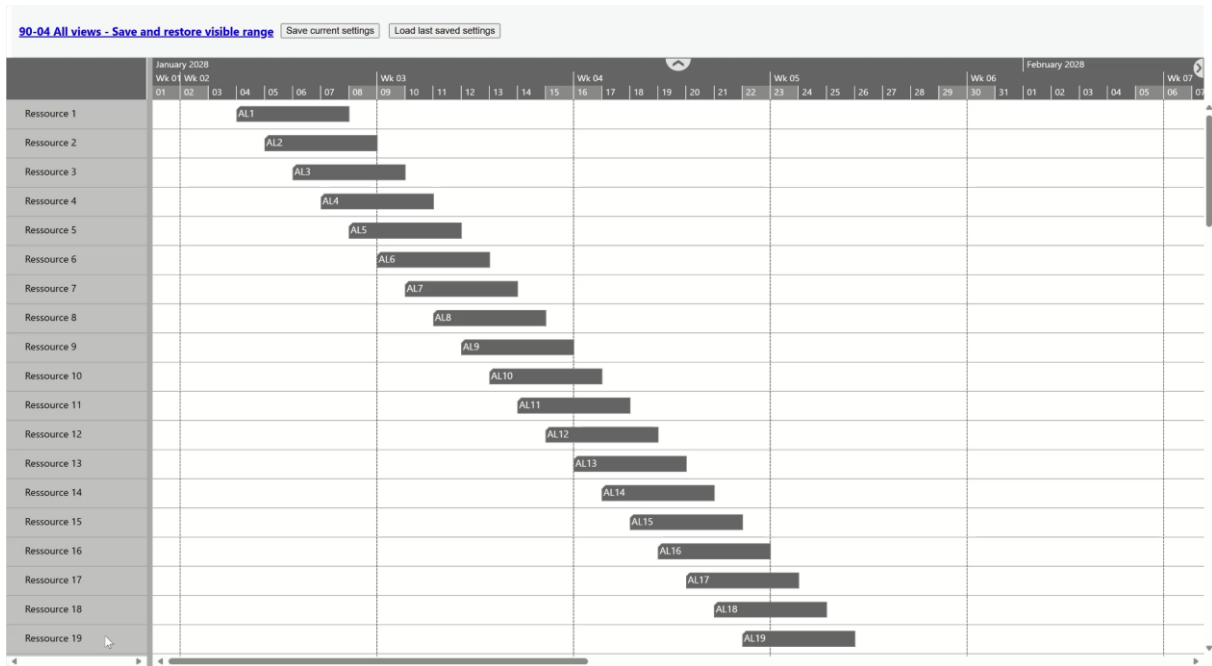 90-04 All views - Save and restore visible range Save current settings Load last saved settings
January 2028 February 2028
Wk 01 Wk 02 Wk 03 Wk 04 Wk 05 Wk 06 Wk 07
01 02 03 04 05 06 07 08 09 10 11 12 13 14 15 16 17 18 19 20 21 22 23 24 25 26 27 28 29 30 31 01 02 03 04 05 06 07
Ressource 1 AL1
Ressource 2 AL2
Ressource 3 AL3
Ressource 4 AL4
Ressource 5 AL5
Ressource 6 AL6
Ressource 7 AL7
Ressource 8 AL8
Ressource 9 AL9
Ressource 10 AL10
Ressource 11 AL11
Ressource 12 AL12
Ressource 13 AL13
Ressource 14 AL14
Ressource 15 AL15
Ressource 16 AL16
Ressource 17 AL17
Ressource 18 AL18
Ressource 19 AL19